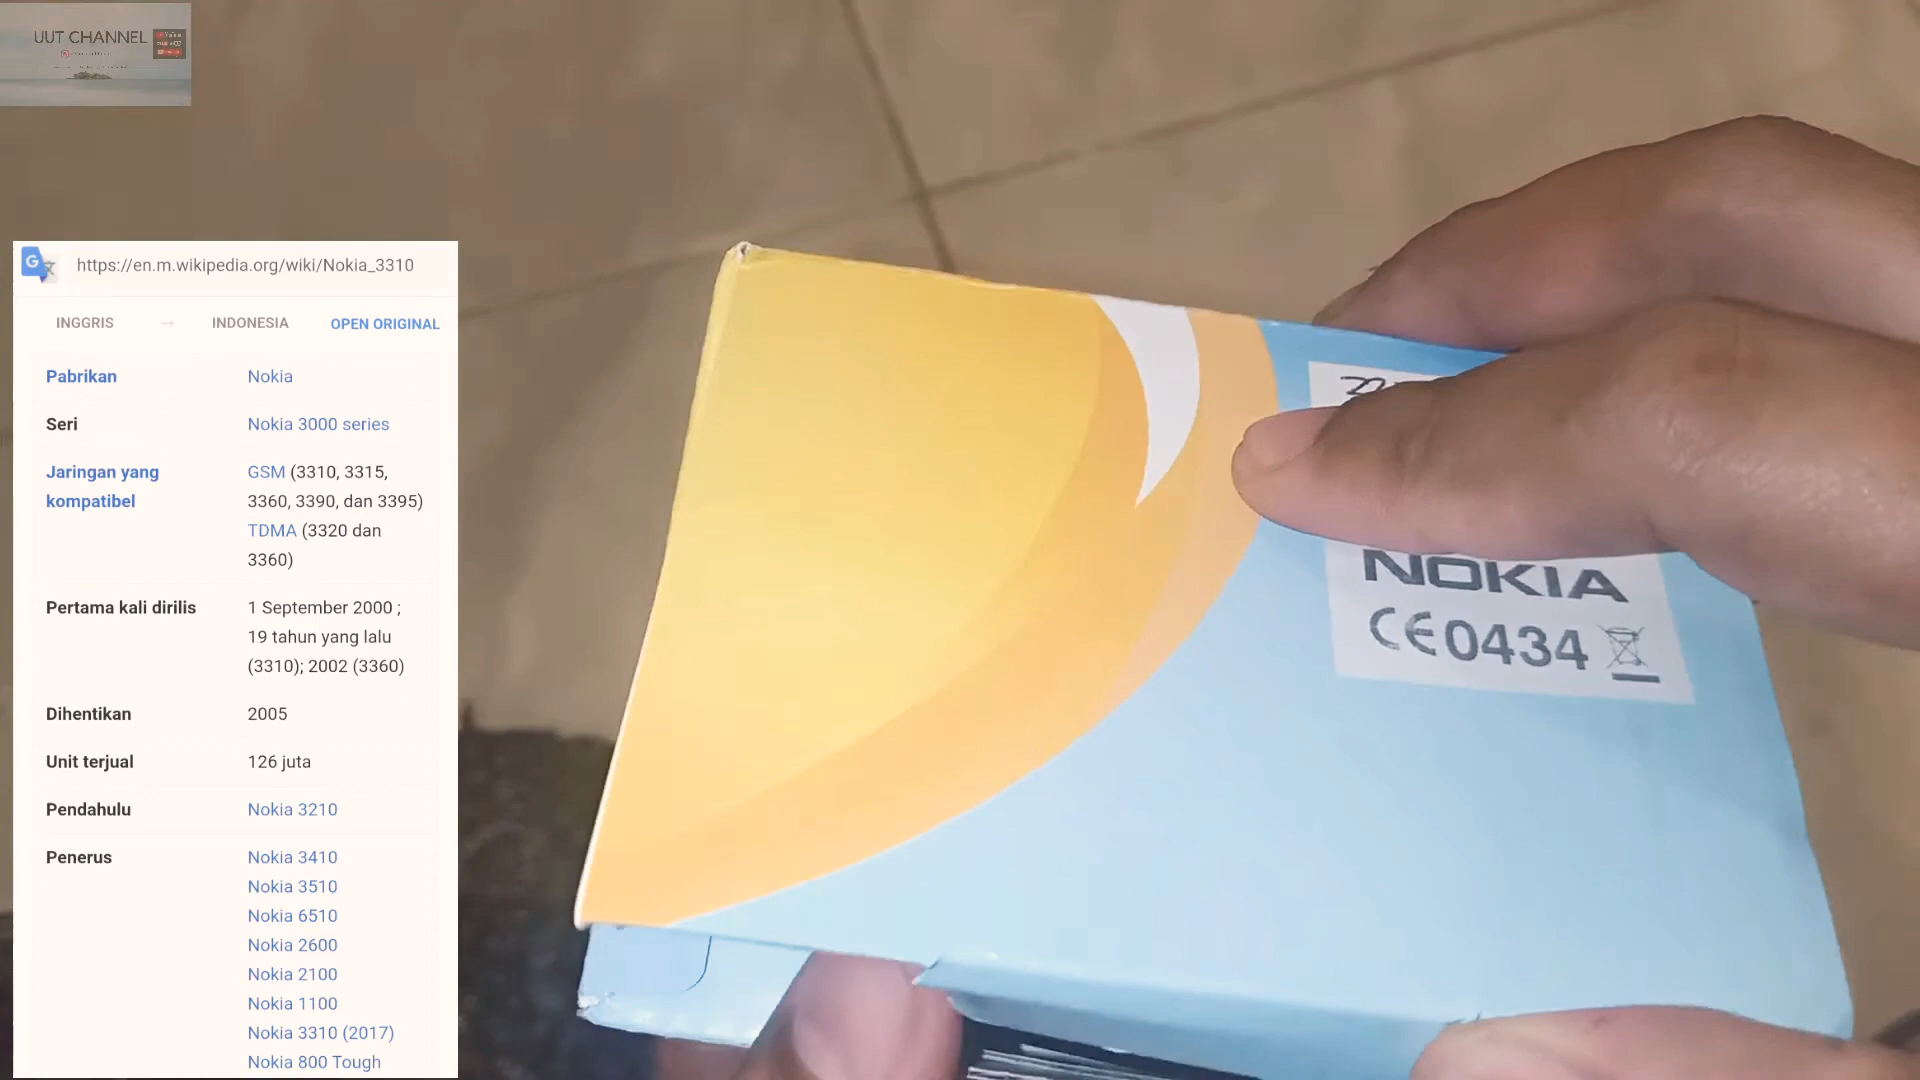 UUT CHANNEL
https://en.m.wikipedia.org/wiki/Nokia_3310
INGGRIS → INDONESIA OPEN ORIGINAL
Pabrikan Nokia
Seri Nokia 3000 series
Jaringan yang kompatibel GSM (3310, 3315,
3360, 3390, dan 3395)
TDMA (3320 dan
3360)
Pertama kali dirilis 1 September 2000 ;
19 tahun yang lalu
(3310); 2002 (3360)
Dihentikan 2005
Unit terjual 126 juta
Pendahulu Nokia 3210
Penerus Nokia 3410
Nokia 3510
Nokia 6510
Nokia 2600
Nokia 2100
Nokia 1100
Nokia 3310 (2017)
Nokia 800 Tough
NOKIA
CE0434